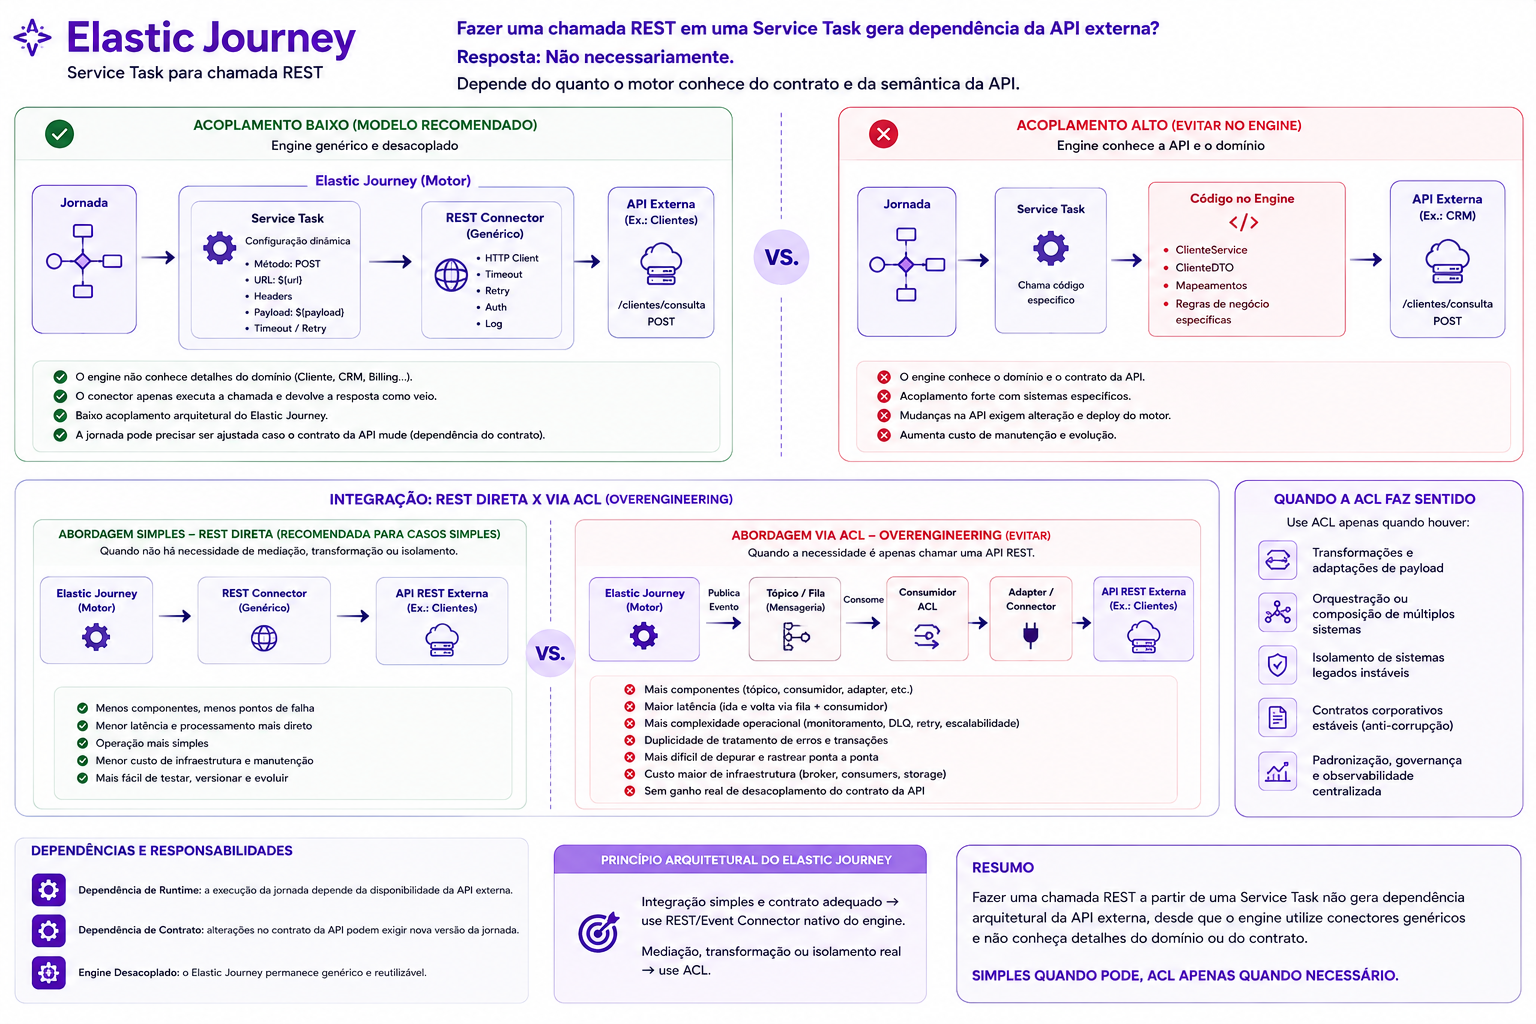 Elastic Journey
Service Task para chamada REST
Fazer uma chamada REST em uma Service Task gera dependência da API externa?
Resposta: Não necessariamente.
Depende do quanto o motor conhece do contrato e da semântica da API.
ACOPLAMENTO BAIXO (MODELO RECOMENDADO)
Engine genérico e desacoplado
Jornada
Elastic Journey (Motor)
Service Task
Configuração dinâmica
• Método: POST
• URL: ${url}
• Headers
• Payload: ${payload}
• Timeout / Retry
REST Connector
(Genérico)
• HTTP Client
• Timeout
• Retry
• Auth
• Log
API Externa
(Ex.: Clientes)
/clientes/consulta
POST
O engine não conhece detalhes do domínio (Cliente, CRM, Billing...).
O conector apenas executa a chamada e devolve a resposta como veio.
Baixo acoplamento arquitetural do Elastic Journey.
A jornada pode precisar ser ajustada caso o contrato da API mude (dependência do contrato).
VS.
ACOPLAMENTO ALTO (EVITAR NO ENGINE)
Engine conhece a API e o domínio
Jornada
Service Task
Chama código
específico
Código no Engine
</>
• ClienteService
• ClienteDTO
• Mapeamentos
• Regras de negócio
específicas
API Externa
(Ex.: CRM)
/clientes/consulta
POST
O engine conhece o domínio e o contrato da API.
Acoplamento forte com sistemas específicos.
Mudanças na API exigem alteração e deploy do motor.
Aumenta custo de manutenção e evolução.
INTEGRAÇÃO: REST DIRETA X VIA ACL (OVERENGINEERING)
ABORDAGEM SIMPLES – REST DIRETA (RECOMENDADA PARA CASOS SIMPLES)
Quando não há necessidade de mediação, transformação ou isolamento.
Elastic Journey
(Motor)
REST Connector
(Genérico)
API REST Externa
(Ex.: Clientes)
Menos componentes, menos pontos de falha
Menor latência e processamento mais direto
Operação mais simples
Menor custo de infraestrutura e manutenção
Mais fácil de testar, versionar e evoluir
VS.
ABORDAGEM VIA ACL – OVERENGINEERING (EVITAR)
Quando a necessidade é apenas chamar uma API REST.
Elastic Journey
(Motor)
Publica
Evento
Tópico / Fila
(Mensageria)
Consome
Consumidor
ACL
Adapter /
Connector
API REST Externa
(Ex.: Clientes)
Mais componentes (tópico, consumidor, adapter, etc.)
Maior latência (ida e volta via fila + consumidor)
Mais complexidade operacional (monitoramento, DLQ, retry, escalabilidade)
Duplicidade de tratamento de erros e transações
Mais difícil de depurar e rastrear ponta a ponta
Custo maior de infraestrutura (broker, consumers, storage)
Sem ganho real de desacoplamento do contrato da API
QUANDO A ACL FAZ SENTIDO
Use ACL apenas quando houver:
Transformações e
adaptações de payload
Orquestração ou
composição de múltiplos
sistemas
Isolamento de sistemas
legados instáveis
Contratos corporativos
estáveis (anti-corrupção)
Padronização, governança
e observabilidade
centralizada
DEPENDÊNCIAS E RESPONSABILIDADES
Dependência de Runtime: a execução da jornada depende da disponibilidade da API externa.
Dependência de Contrato: alterações no contrato da API podem exigir nova versão da jornada.
Engine Desacoplado: o Elastic Journey permanece genérico e reutilizável.
PRINCÍPIO ARQUITETURAL DO ELASTIC JOURNEY
Integração simples e contrato adequado →
use REST/Event Connector nativo do engine.
Mediação, transformação ou isolamento real
→ use ACL.
RESUMO
Fazer uma chamada REST a partir de uma Service Task não gera dependência
arquitetural da API externa, desde que o engine utilize conectores genéricos
e não conheça detalhes do domínio ou do contrato.
SIMPLES QUANDO PODE, ACL APENAS QUANDO NECESSÁRIO.